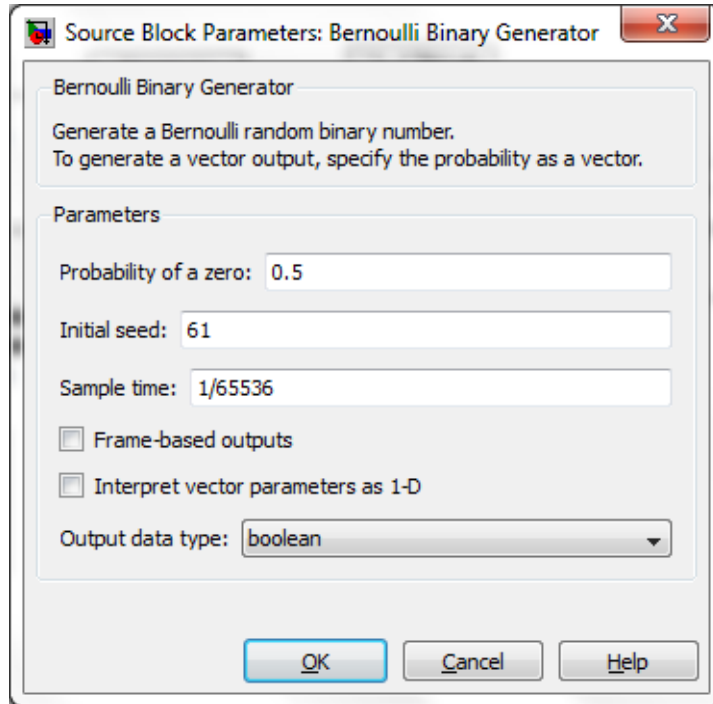 Source Block Parameters: Bernoulli Binary Generator
Bernoulli Binary Generator
Generate a Bernoulli random binary number.
To generate a vector output, specify the probability as a vector.
Parameters
Probability of a zero: 0.5
Initial seed: 61
Sample time: 1/65536
Frame-based outputs
Interpret vector parameters as 1-D
Output data type: boolean
OK Cancel Help